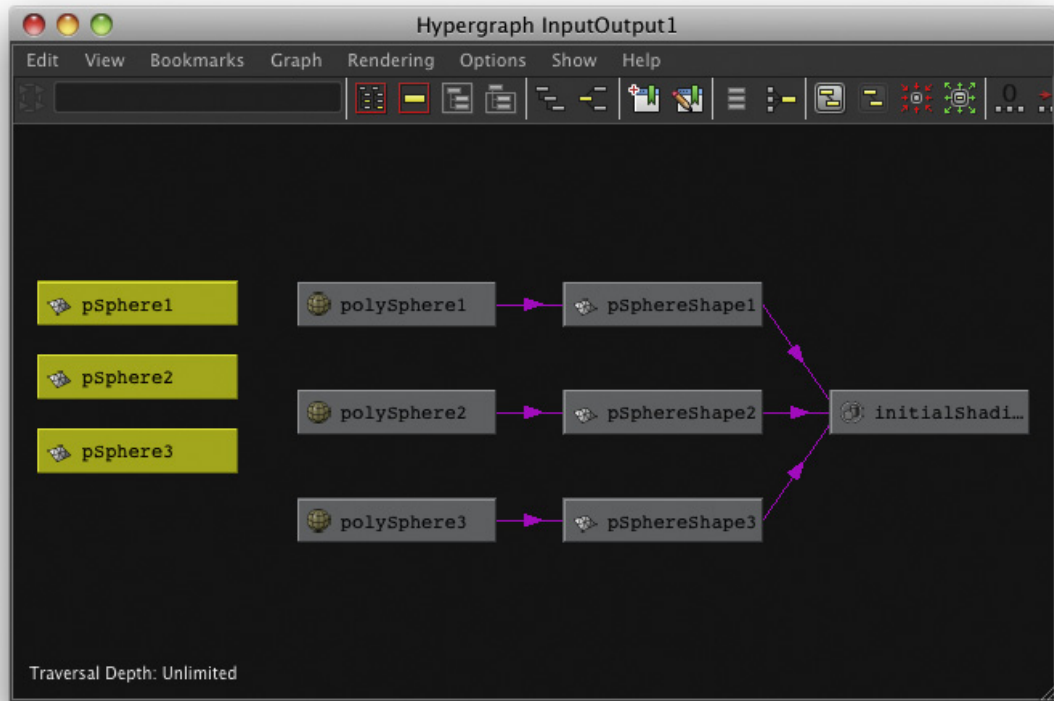 Hypergraph InputOutput1
Edit View Bookmarks Graph Rendering Options Show Help
0
pSphere1
pSphere2
pSphere3
polySphere1
pSphereShape1
polySphere2
pSphereShape2
initialShadi...
polySphere3
pSphereShape3
Traversal Depth: Unlimited